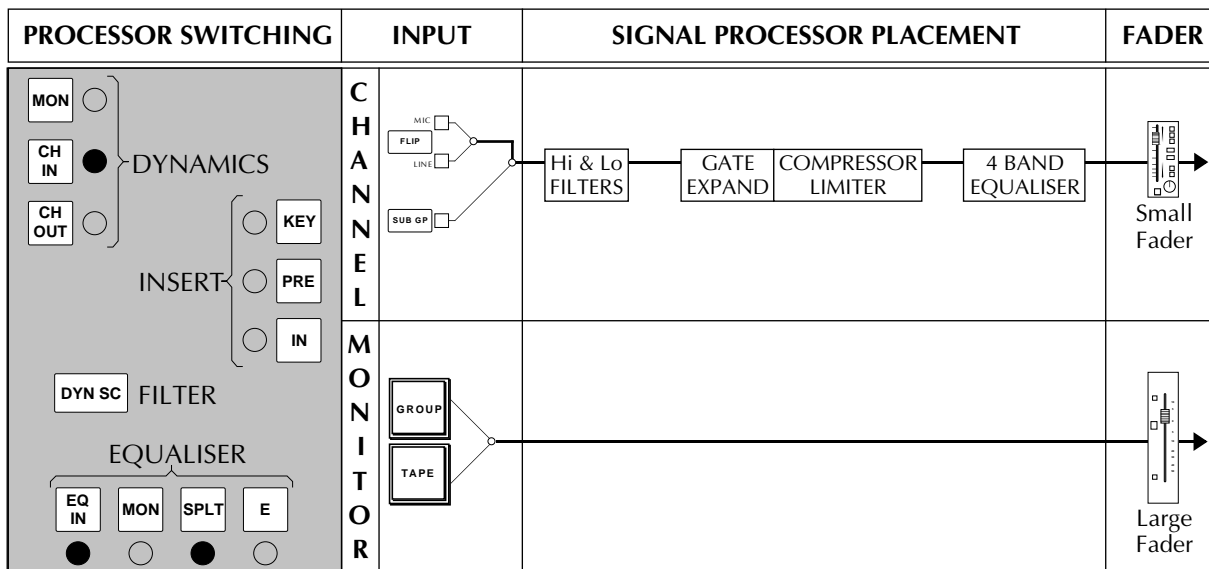 PROCESSOR SWITCHING
INPUT
SIGNAL PROCESSOR PLACEMENT
FADER
MON
CH
IN
CH
OUT
DYNAMICS
INSERT
KEY
PRE
IN
DYN SC
FILTER
EQUALISER
EQ
IN
MON
SPLT
E
CHANNEL
MIC
FLIP
LINE
SUB GP
Hi & Lo
FILTERS
GATE
EXPAND
COMPRESSOR
LIMITER
4 BAND
EQUALISER
Small
Fader
MONITOR
GROUP
TAPE
Large
Fader